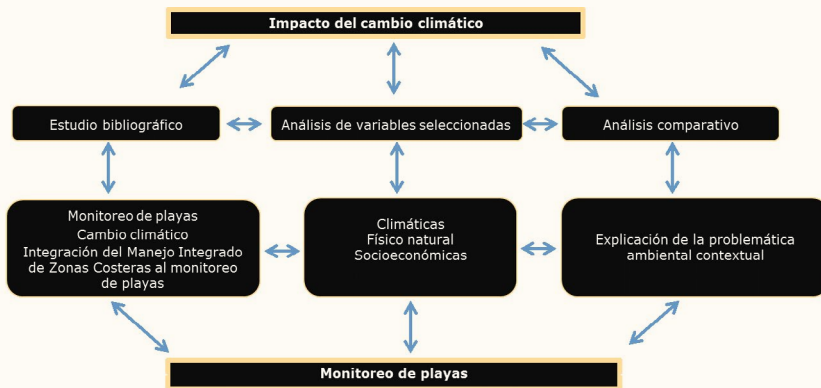 Impacto del cambio climático
Estudio bibliográfico
Análisis de variables seleccionadas
Análisis comparativo
Monitoreo de playas
Cambio climático
Integración del Manejo Integrado
de Zonas Costeras al monitoreo
de playas
Climáticas
Físico natural
Socioeconómicas
Explicación de la problemática
ambiental contextual
Monitoreo de playas